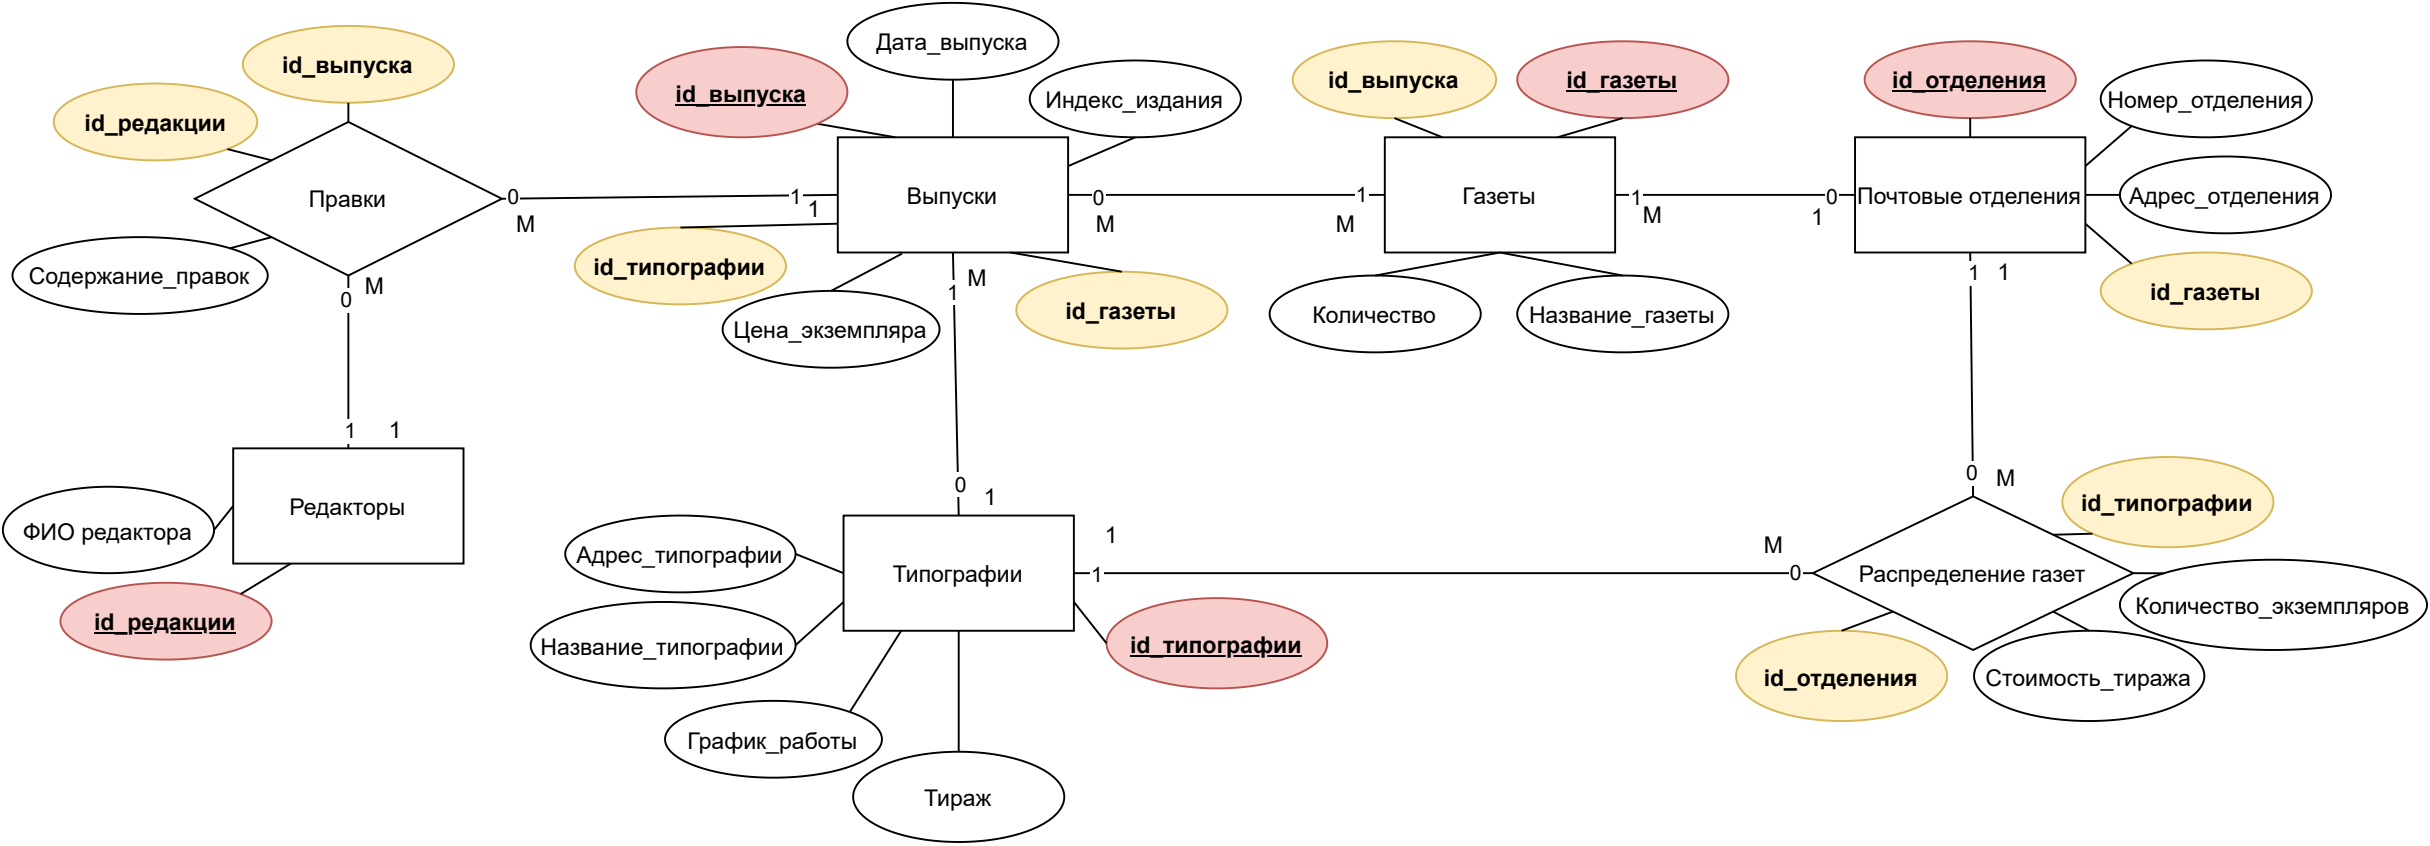 id_выпуска
id_редакции
Правки
Содержание_правок
0
М
0
М
1
1
Редакторы
ФИО редактора
id_редакции
Дата_выпуска
id_выпуска
Индекс_издания
Выпуски
1
1
id_типографии
Цена_экземпляра
id_газеты
0
М
1
М
0
1
Типографии
Адрес_типографии
Название_типографии
График_работы
Тираж
id_типографии
1
1
id_выпуска
id_газеты
Газеты
1
М
1
М
Количество
Название_газеты
id_отделения
Номер_отделения
Почтовые отделения
Адрес_отделения
id_газеты
0
1
1
1
0
М
М
0
Распределение газет
id_типографии
Количество_экземпляров
Стоимость_тиража
id_отделения